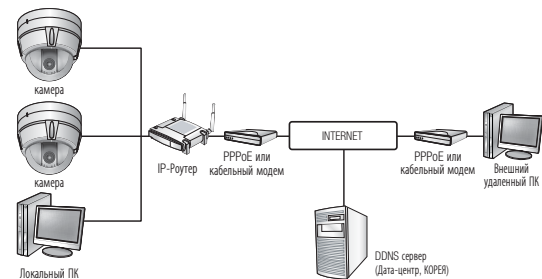 камера
камера
Локальный ПК
IP-Роутер
PPPoE или
кабельный модем
INTERNET
PPPoE или
кабельный модем
Внешний
удаленный ПК
DDNS сервер
(Дата-центр, КОРЕЯ)